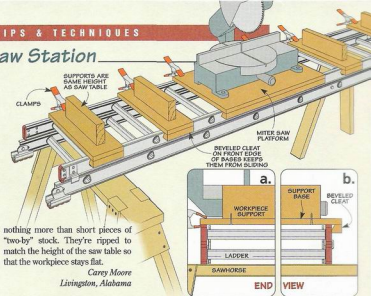 IPS & TECHNIQUES
aw Station
SUPPORTS ARE
SAME HEIGHT
AS SAW TABLE
CLAMPS
MITER SAW
PLATFORM
BEVELED CLEAT
ON FRONT EDGE
OF BASES KEEPS
THEM FROM SLIDING
a.
b.
SUPPORT
BASE
BEVELED
CLEAT
WORKPIECE
SUPPORT
LADDER
SAWHORSE
END VIEW
nothing more than short pieces of
"two-by" stock. They're ripped to
match the height of the saw table so
that the workpiece stays flat.
Carey Moore
Livingston, Alabama